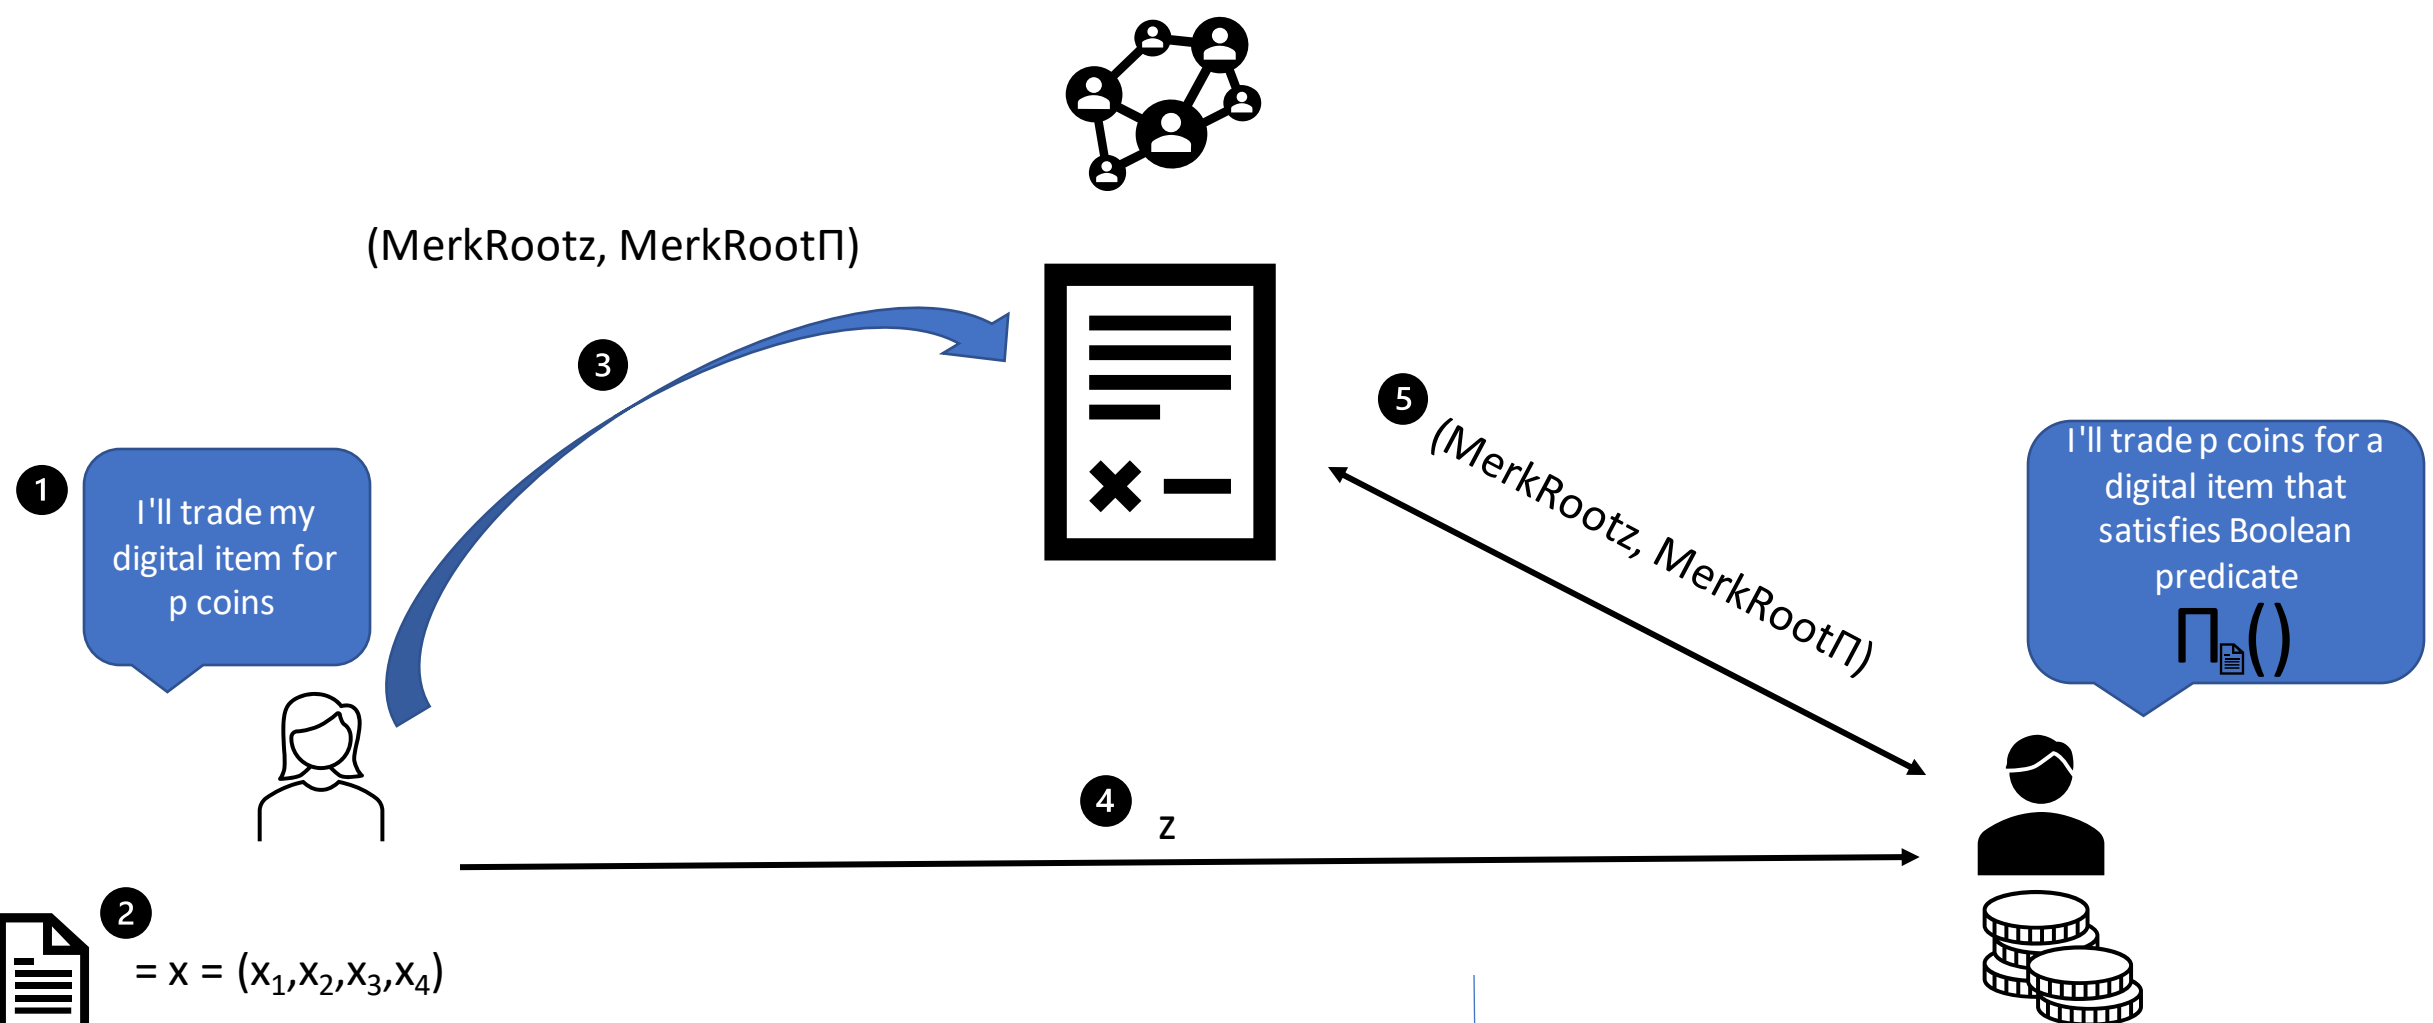 (MerkRootz, MerkRootΠ)
3
5
(MerkRootz, MerkRootΠ)
1
I'll trade my
digital item for
p coins
I'll trade p coins for a
digital item that
satisfies Boolean
predicate
Π()
4
z
2
= x = (x₁,x₂,x₃,x₄)